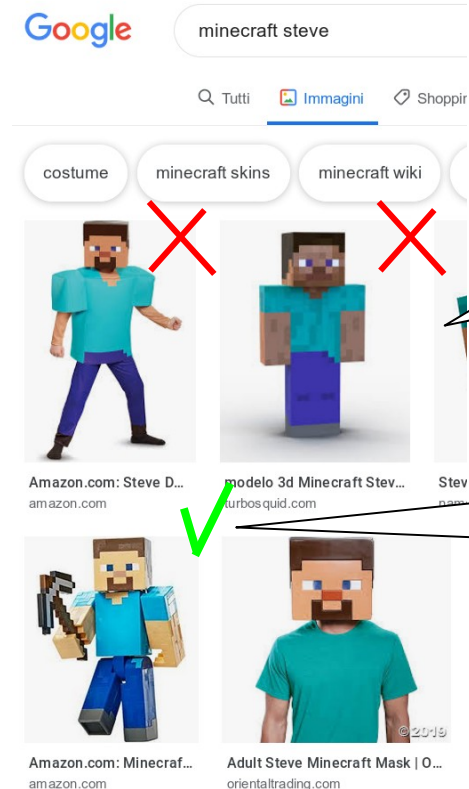 Google
minecraft steve
Tutti
Immagini
Shoppin
costume
minecraft skins
minecraft wiki
Amazon.com: Steve D...
amazon.com
modelo 3d Minecraft Stev...
turbosquid.com
Stev
Amazon.com: Minecraf...
amazon.com
©2019
Adult Steve Minecraft Mask | O...
orientaltrading.com